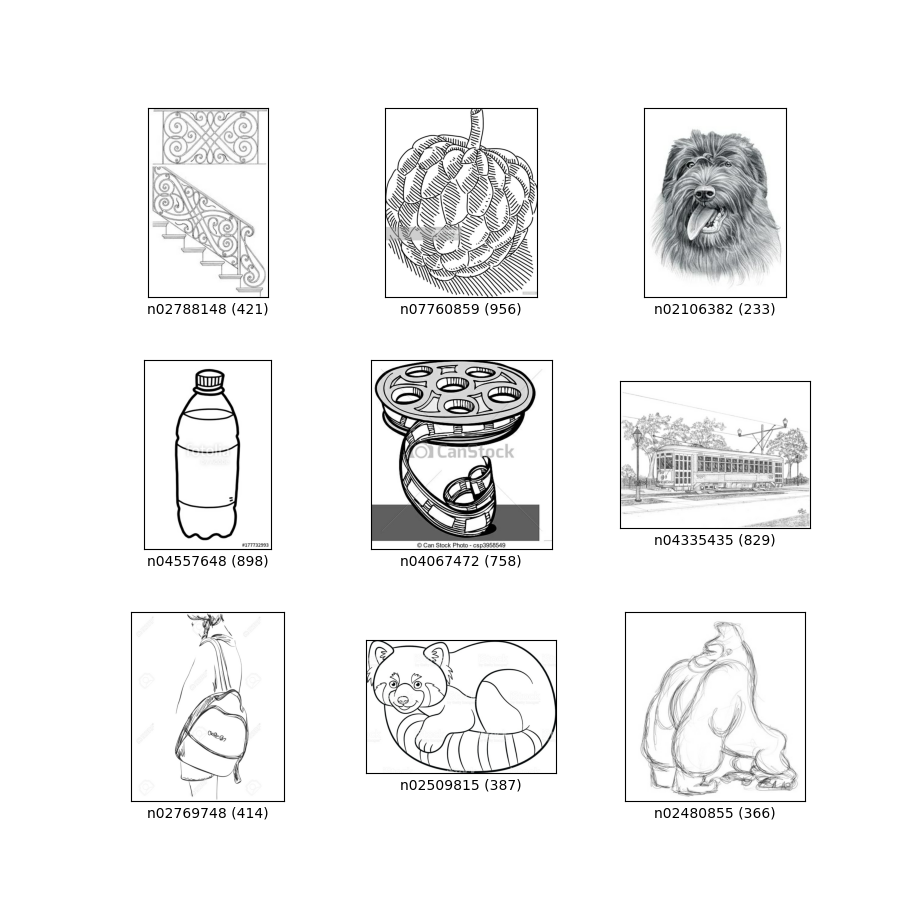 n02788148 (421)
n07760859 (956)
n02106382 (233)
#177732993
CanStock
© Can Stock Photo - csp3958549
n04557648 (898)
n04067472 (758)
n04335435 (829)
n02769748 (414)
n02509815 (387)
n02480855 (366)